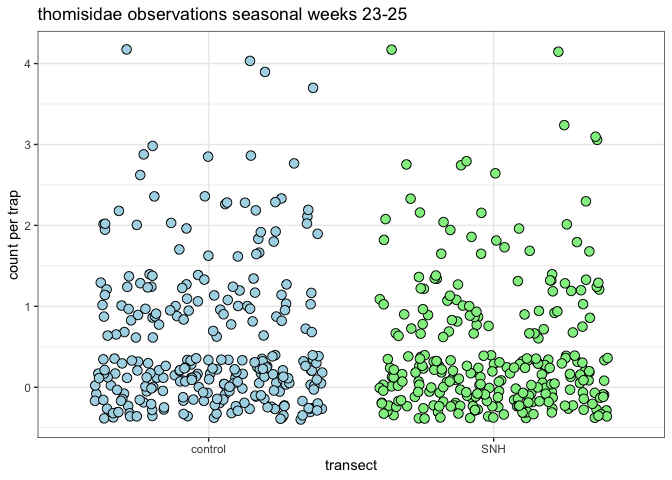 thomisidae observations seasonal weeks 23-25
4
3
2
1
0
count per trap
control
SNH
transect